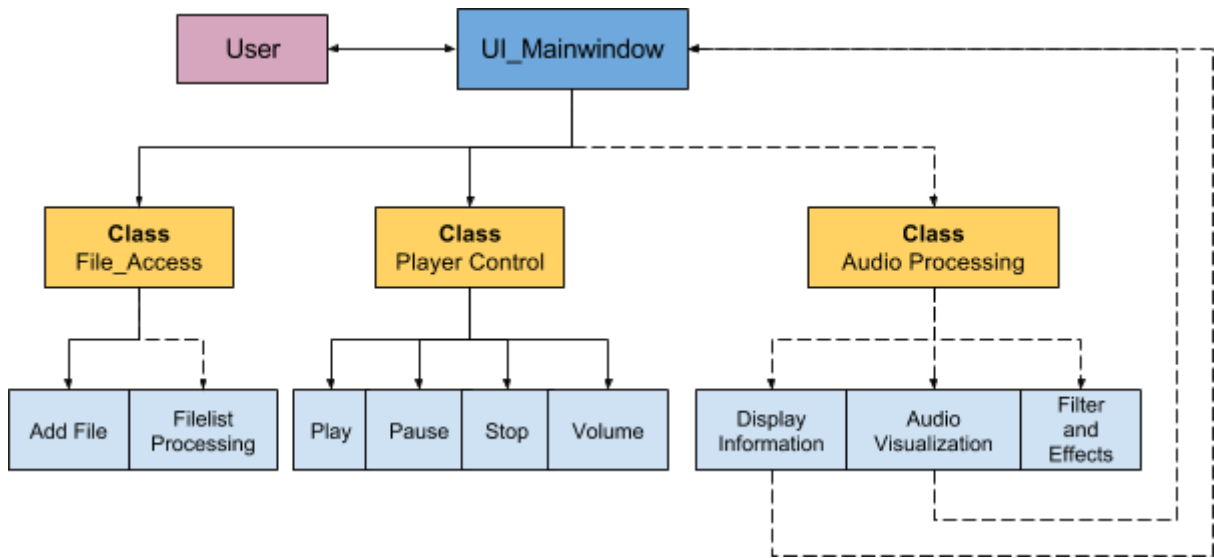 User
UI_Mainwindow
Class
File_Access
Class
Player Control
Class
Audio Processing
Add File
Filelist
Processing
Play
Pause
Stop
Volume
Display
Information
Audio
Visualization
Filter
and
Effects